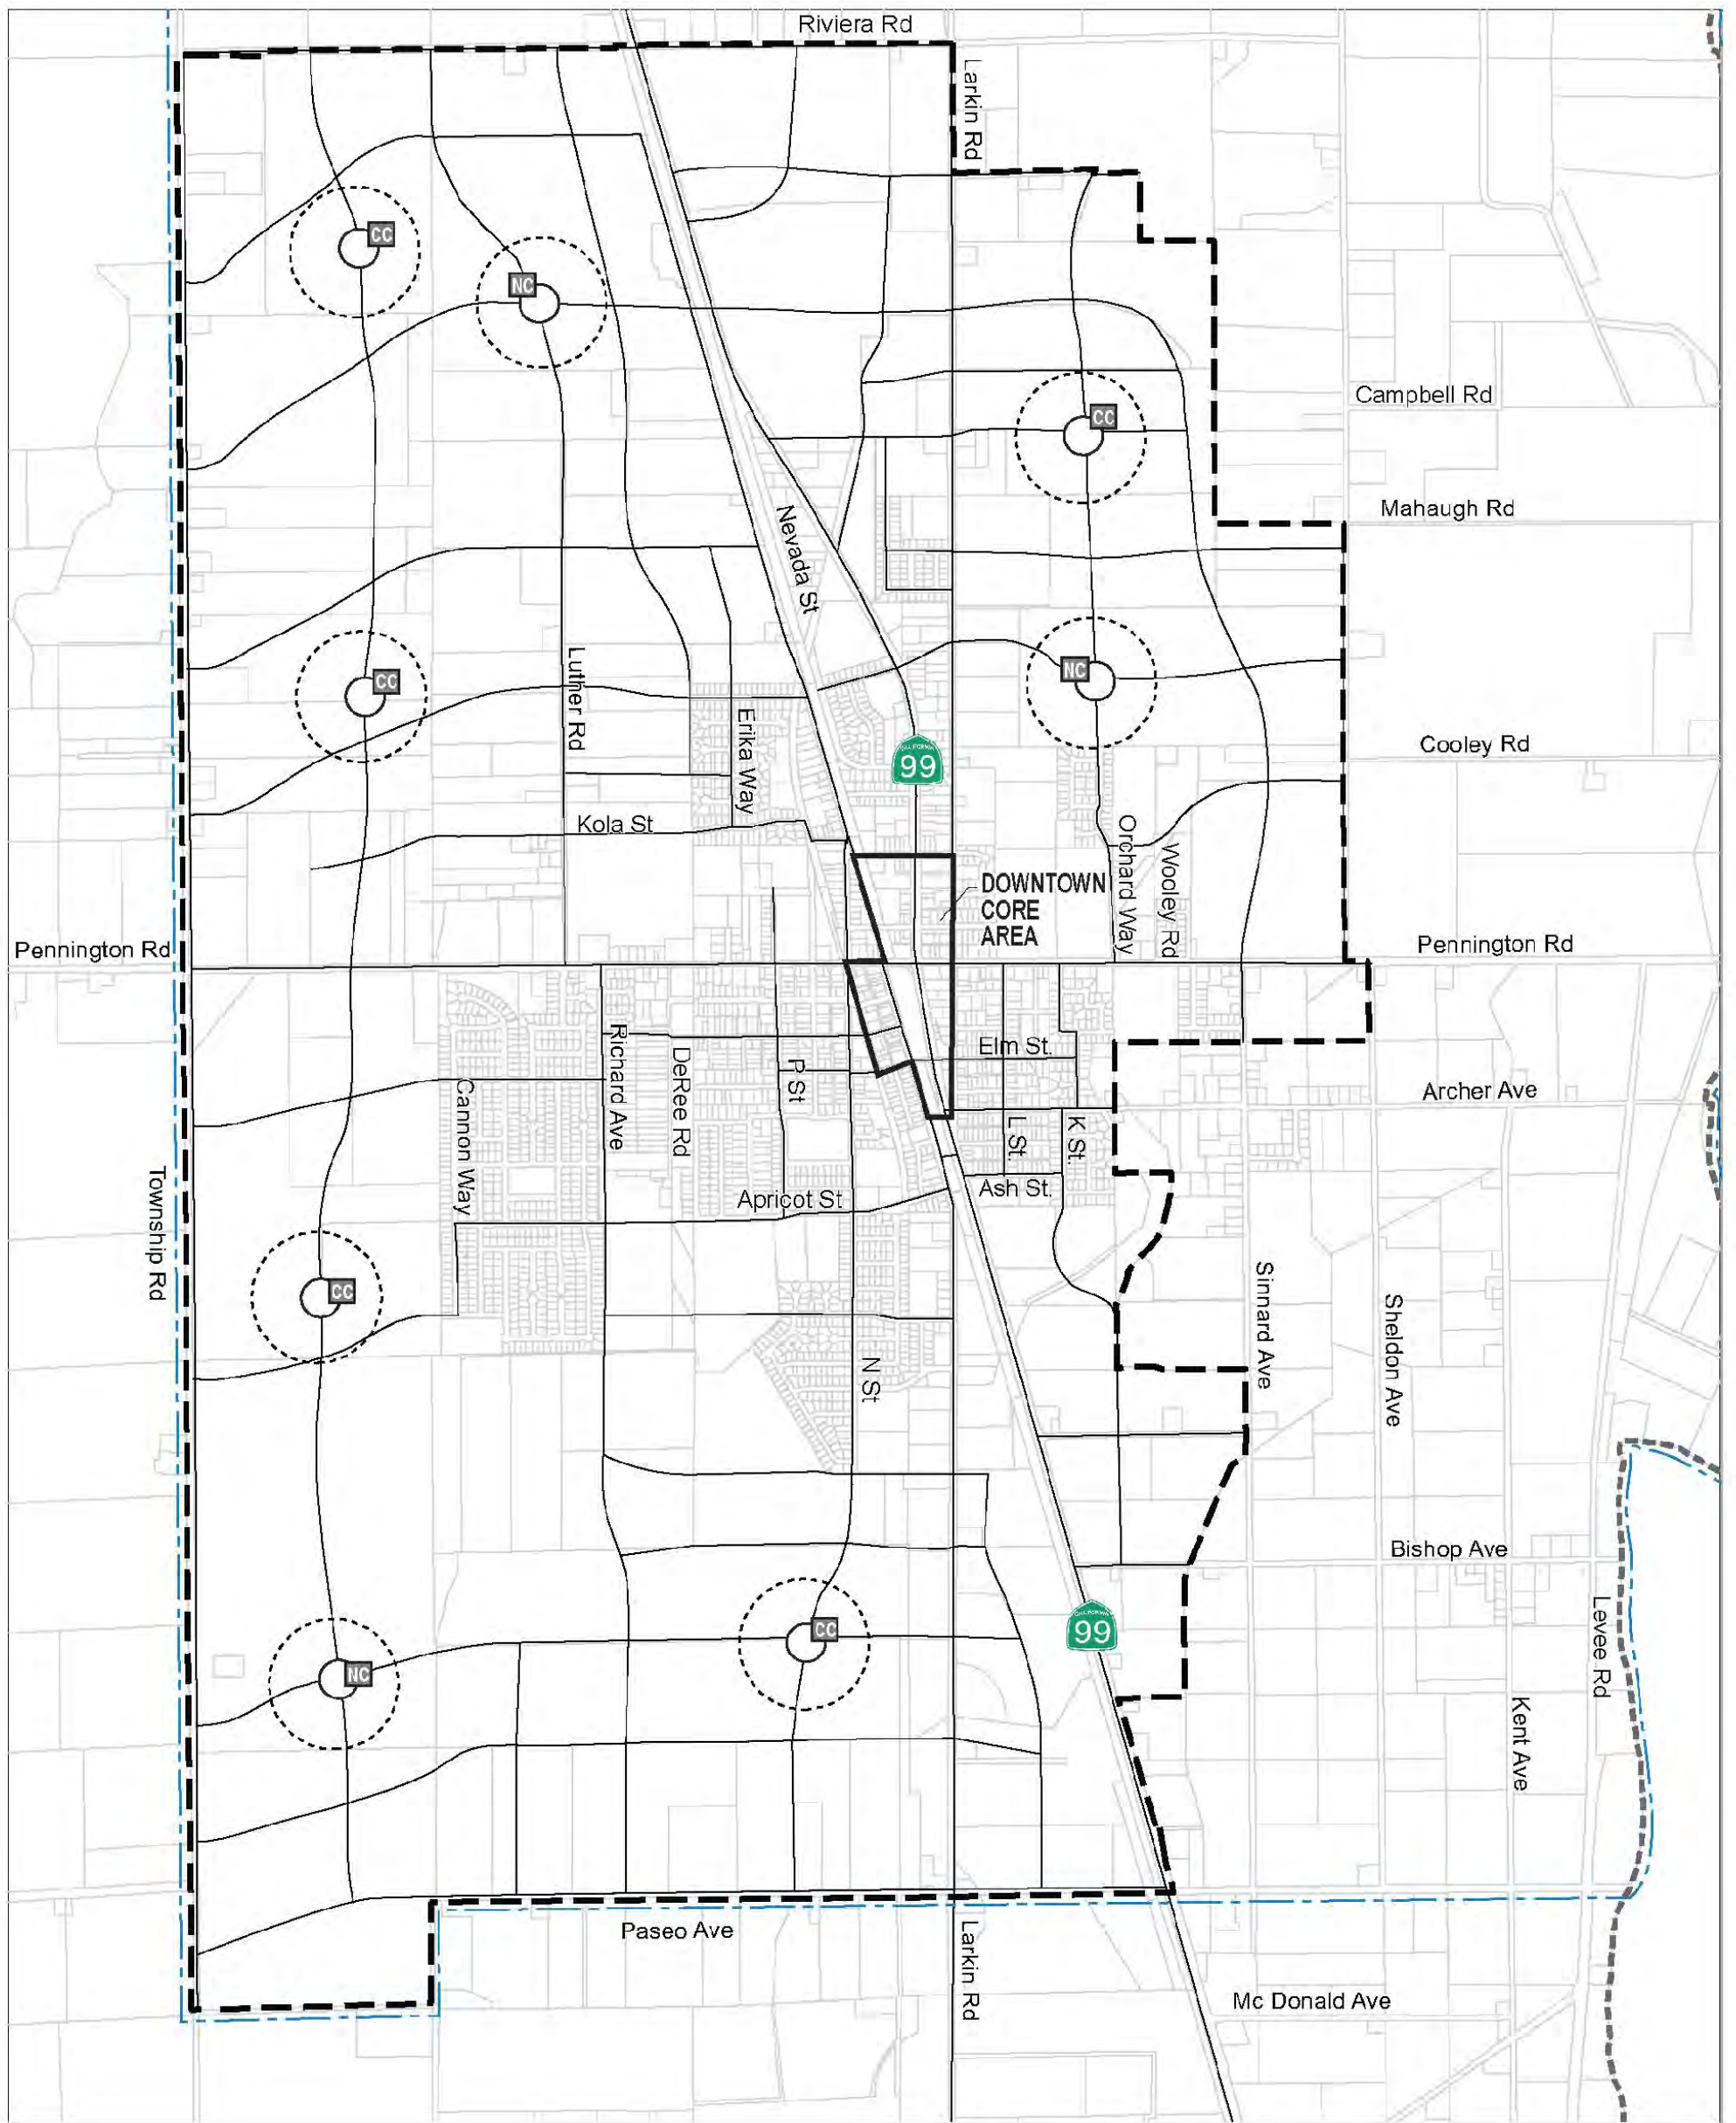 Riviera Rd
Larkin Rd
CC
NC
Campbell Rd
CC
Mahaugh Rd
Nevada St
Luther Rd
CC
NC
Erika Way
Cooley Rd
CALIFORNIA
99
Kola St
Orchard Way
Wooley Rd
DOWNTOWN
CORE
AREA
Pennington Rd
Pennington Rd
Richard Ave
DeRee Rd
P St
Elm St.
Cannon Way
Archer Ave
L St.
K St.
Township Rd
Apricot St
Ash St.
CC
Sinnard Ave
Sheldon Ave
N St
Bishop Ave
CALIFORNIA
99
Levee Rd
CC
NC
Kent Ave
Paseo Ave
Larkin Rd
Mc Donald Ave